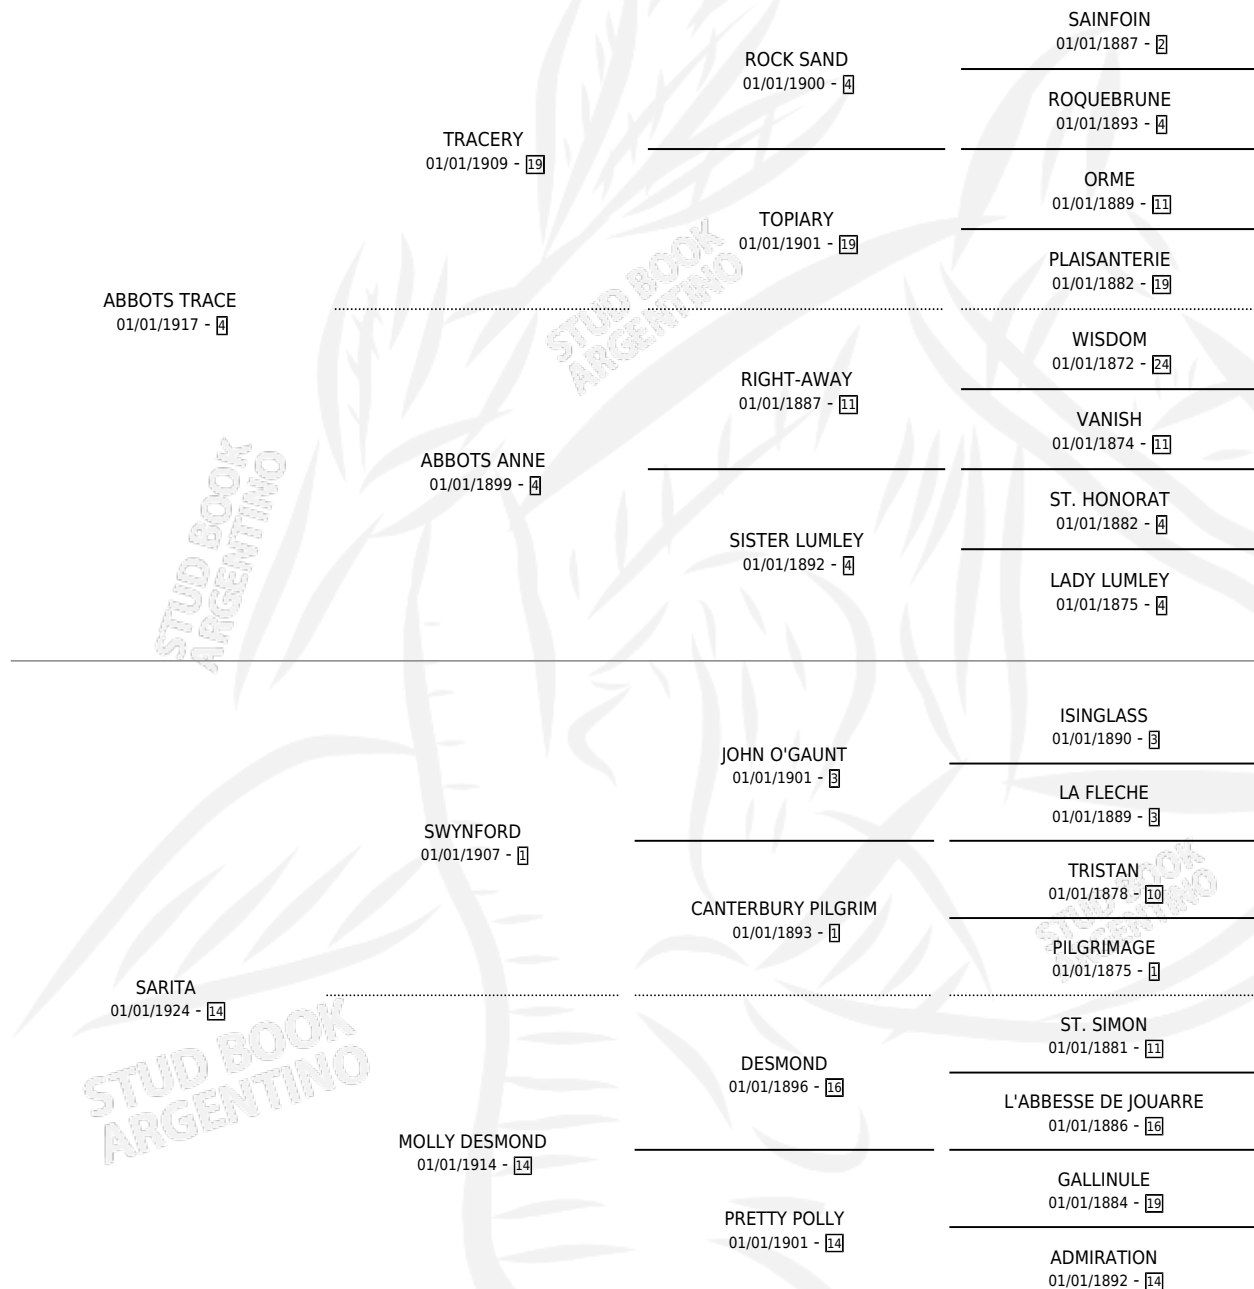 SAINFOIN
01/01/1887 - 2
ROCK SAND
01/01/1900 - 4
ROQUEBRUNE
01/01/1893 - 4
TRACERY
01/01/1909 - 19
ORME
01/01/1889 - 11
TOPIARY
01/01/1901 - 19
PLAISANTERIE
01/01/1882 - 19
ABBOTS TRACE
01/01/1917 - 4
WISDOM
01/01/1872 - 24
RIGHT-AWAY
01/01/1887 - 11
VANISH
01/01/1874 - 11
ABBOTS ANNE
01/01/1899 - 4
ST. HONORAT
01/01/1882 - 4
SISTER LUMLEY
01/01/1892 - 4
LADY LUMLEY
01/01/1875 - 4
ISINGLASS
01/01/1890 - 3
JOHN O'GAUNT
01/01/1901 - 3
LA FLECHE
01/01/1889 - 3
SWYNFORD
01/01/1907 - 1
TRISTAN
01/01/1878 - 10
CANTERBURY PILGRIM
01/01/1893 - 1
PILGRIMAGE
01/01/1875 - 1
SARITA
01/01/1924 - 14
ST. SIMON
01/01/1881 - 11
DESMOND
01/01/1896 - 16
L'ABBESSE DE JOUARRE
01/01/1886 - 16
MOLLY DESMOND
01/01/1914 - 14
GALLINULE
01/01/1884 - 19
PRETTY POLLY
01/01/1901 - 14
ADMIRATION
01/01/1892 - 14
STUD BOOK
ARGENTINO
STUD BOOK
ARGENTINO
STUD BOOK
ARGENTINO
STUD BOOK
ARGENTINO